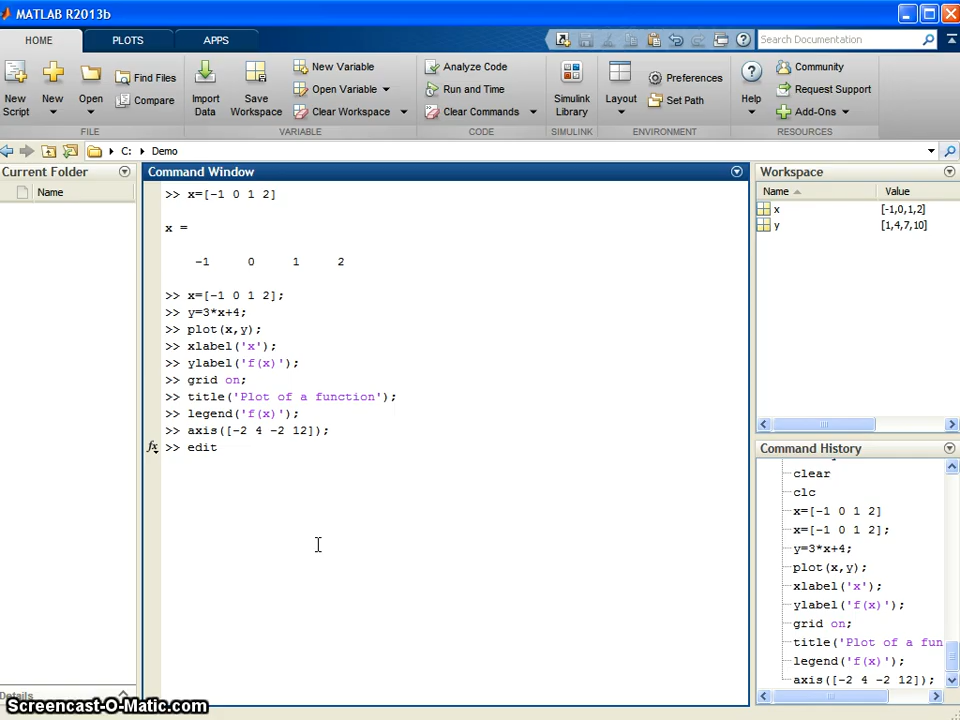 MATLAB R2013b
HOME PLOTS APPS Search Documentation
New Script New Open Find Files Compare Import Data Save Workspace New Variable Open Variable Clear Workspace Analyze Code Run and Time Clear Commands Simulink Library Layout Preferences Set Path Help Community Request Support Add-Ons
FILE VARIABLE CODE SIMULINK ENVIRONMENT RESOURCES
C: Demo
Current Folder
Name
Command Window
>> x=[-1 0 1 2]
x =
-1 0 1 2
>> x=[-1 0 1 2];
>> y=3*x+4;
>> plot(x,y);
>> xlabel('x');
>> ylabel('f(x)');
>> grid on;
>> title('Plot of a function');
>> legend('f(x)');
>> axis([-2 4 -2 12]);
fx >> edit
Workspace
Name Value
x [-1,0,1,2]
y [1,4,7,10]
Command History
clear
clc
x=[-1 0 1 2]
x=[-1 0 1 2];
y=3*x+4;
plot(x,y);
xlabel('x');
ylabel('f(x)');
grid on;
title('Plot of a fun
legend('f(x)');
axis([-2 4 -2 12]);
Details
Screencast-O-Matic.com